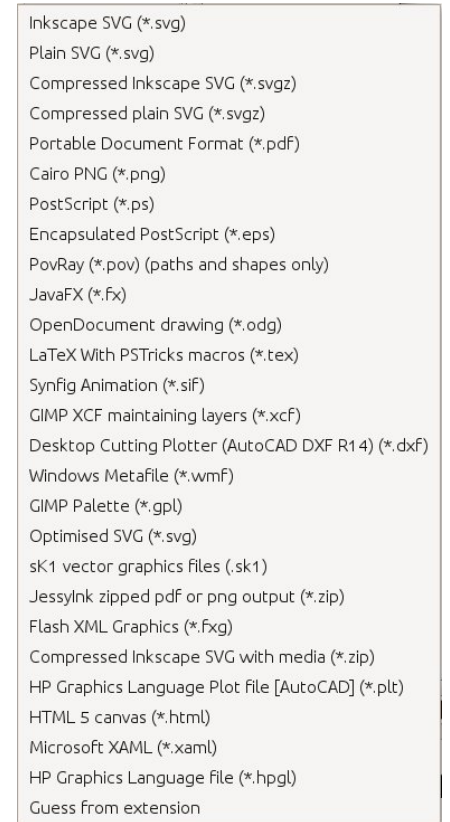 Inkscape SVG (*.svg)
Plain SVG (*.svg)
Compressed Inkscape SVG (*.svgz)
Compressed plain SVG (*.svgz)
Portable Document Format (*.pdf)
Cairo PNG (*.png)
PostScript (*.ps)
Encapsulated PostScript (*.eps)
PovRay (*.pov) (paths and shapes only)
JavaFX (*.fx)
OpenDocument drawing (*.odg)
LaTeX With PSTricks macros (*.tex)
Synfig Animation (*.sif)
GIMP XCF maintaining layers (*.xcf)
Desktop Cutting Plotter (AutoCAD DXF R14) (*.dxf)
Windows Metafile (*.wmf)
GIMP Palette (*.gpl)
Optimised SVG (*.svg)
sK1 vector graphics files (.sk1)
JessyInk zipped pdf or png output (*.zip)
Flash XML Graphics (*.fxg)
Compressed Inkscape SVG with media (*.zip)
HP Graphics Language Plot file [AutoCAD] (*.plt)
HTML 5 canvas (*.html)
Microsoft XAML (*.xaml)
HP Graphics Language file (*.hpgl)
Guess from extension